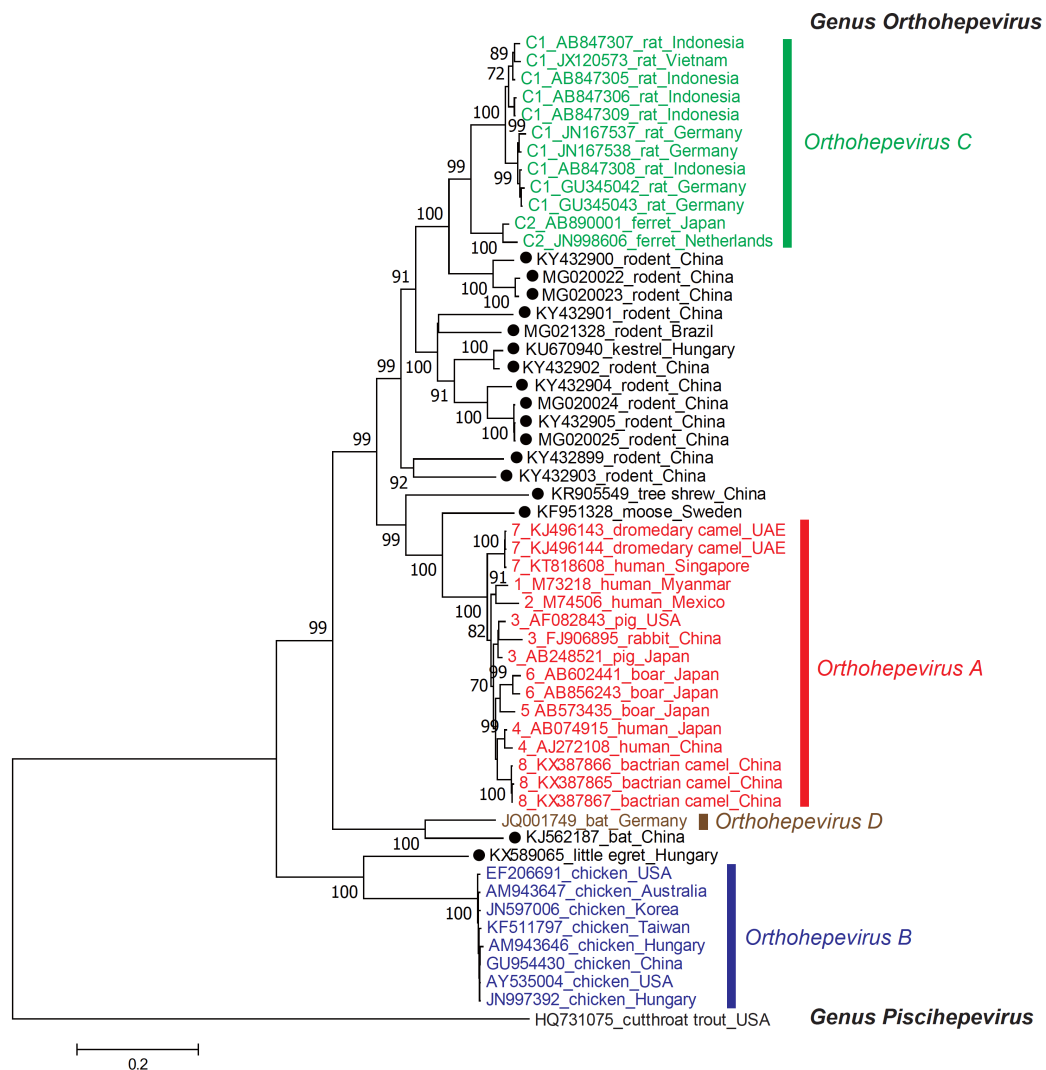 Genus Orthohepevirus
C1_AB847307_rat_Indonesia
89
C1_JX120573_rat_Vietnam
72
C1_AB847305_rat_Indonesia
C1_AB847306_rat_Indonesia
100
C1_AB847309_rat_Indonesia
99
C1_JN167537_rat_Germany
Orthohepevirus C
C1_JN167538_rat_Germany
99
C1_AB847308_rat_Indonesia
99
C1_GU345042_rat_Germany
C1_GU345043_rat_Germany
100
C2_AB890001_ferret_Japan
C2_JN998606_ferret_Netherlands
100
KY432900_rodent_China
91
MG020022_rodent_China
100
MG020023_rodent_China
100
KY432901_rodent_China
MG021328_rodent_Brazil
100
KU670940_kestrel_Hungary
99
100
KY432902_rodent_China
KY432904_rodent_China
91
MG020024_rodent_China
100
KY432905_rodent_China
100
MG020025_rodent_China
99
KY432899_rodent_China
KY432903_rodent_China
92
KR905549_tree shrew_China
KF951328_moose_Sweden
7_KJ496143_dromedary camel_UAE
99
100
7_KJ496144_dromedary camel_UAE
100
7_KT818608_human_Singapore
91
1_M73218_human_Myanmar
2_M74506_human_Mexico
100
3_AF082843_pig_USA
99
82
3_FJ906895_rabbit_China
3_AB248521_pig_Japan
Orthohepevirus A
99
6_AB602441_boar_Japan
70
6_AB856243_boar_Japan
5 AB573435_boar_Japan
99
4_AB074915_human_Japan
4_AJ272108_human_China
8_KX387866_bactrian camel_China
8_KX387865_bactrian camel_China
100
8_KX387867_bactrian camel_China
JQ001749_bat_Germany
Orthohepevirus D
KJ562187_bat_China
100
KX589065_little egret_Hungary
EF206691_chicken_USA
100
AM943647_chicken_Australia
JN597006_chicken_Korea
100
KF511797_chicken_Taiwan
Orthohepevirus B
AM943646_chicken_Hungary
GU954430_chicken_China
AY535004_chicken_USA
JN997392_chicken_Hungary
HQ731075_cutthroat trout_USA
Genus Piscihepevirus
0.2